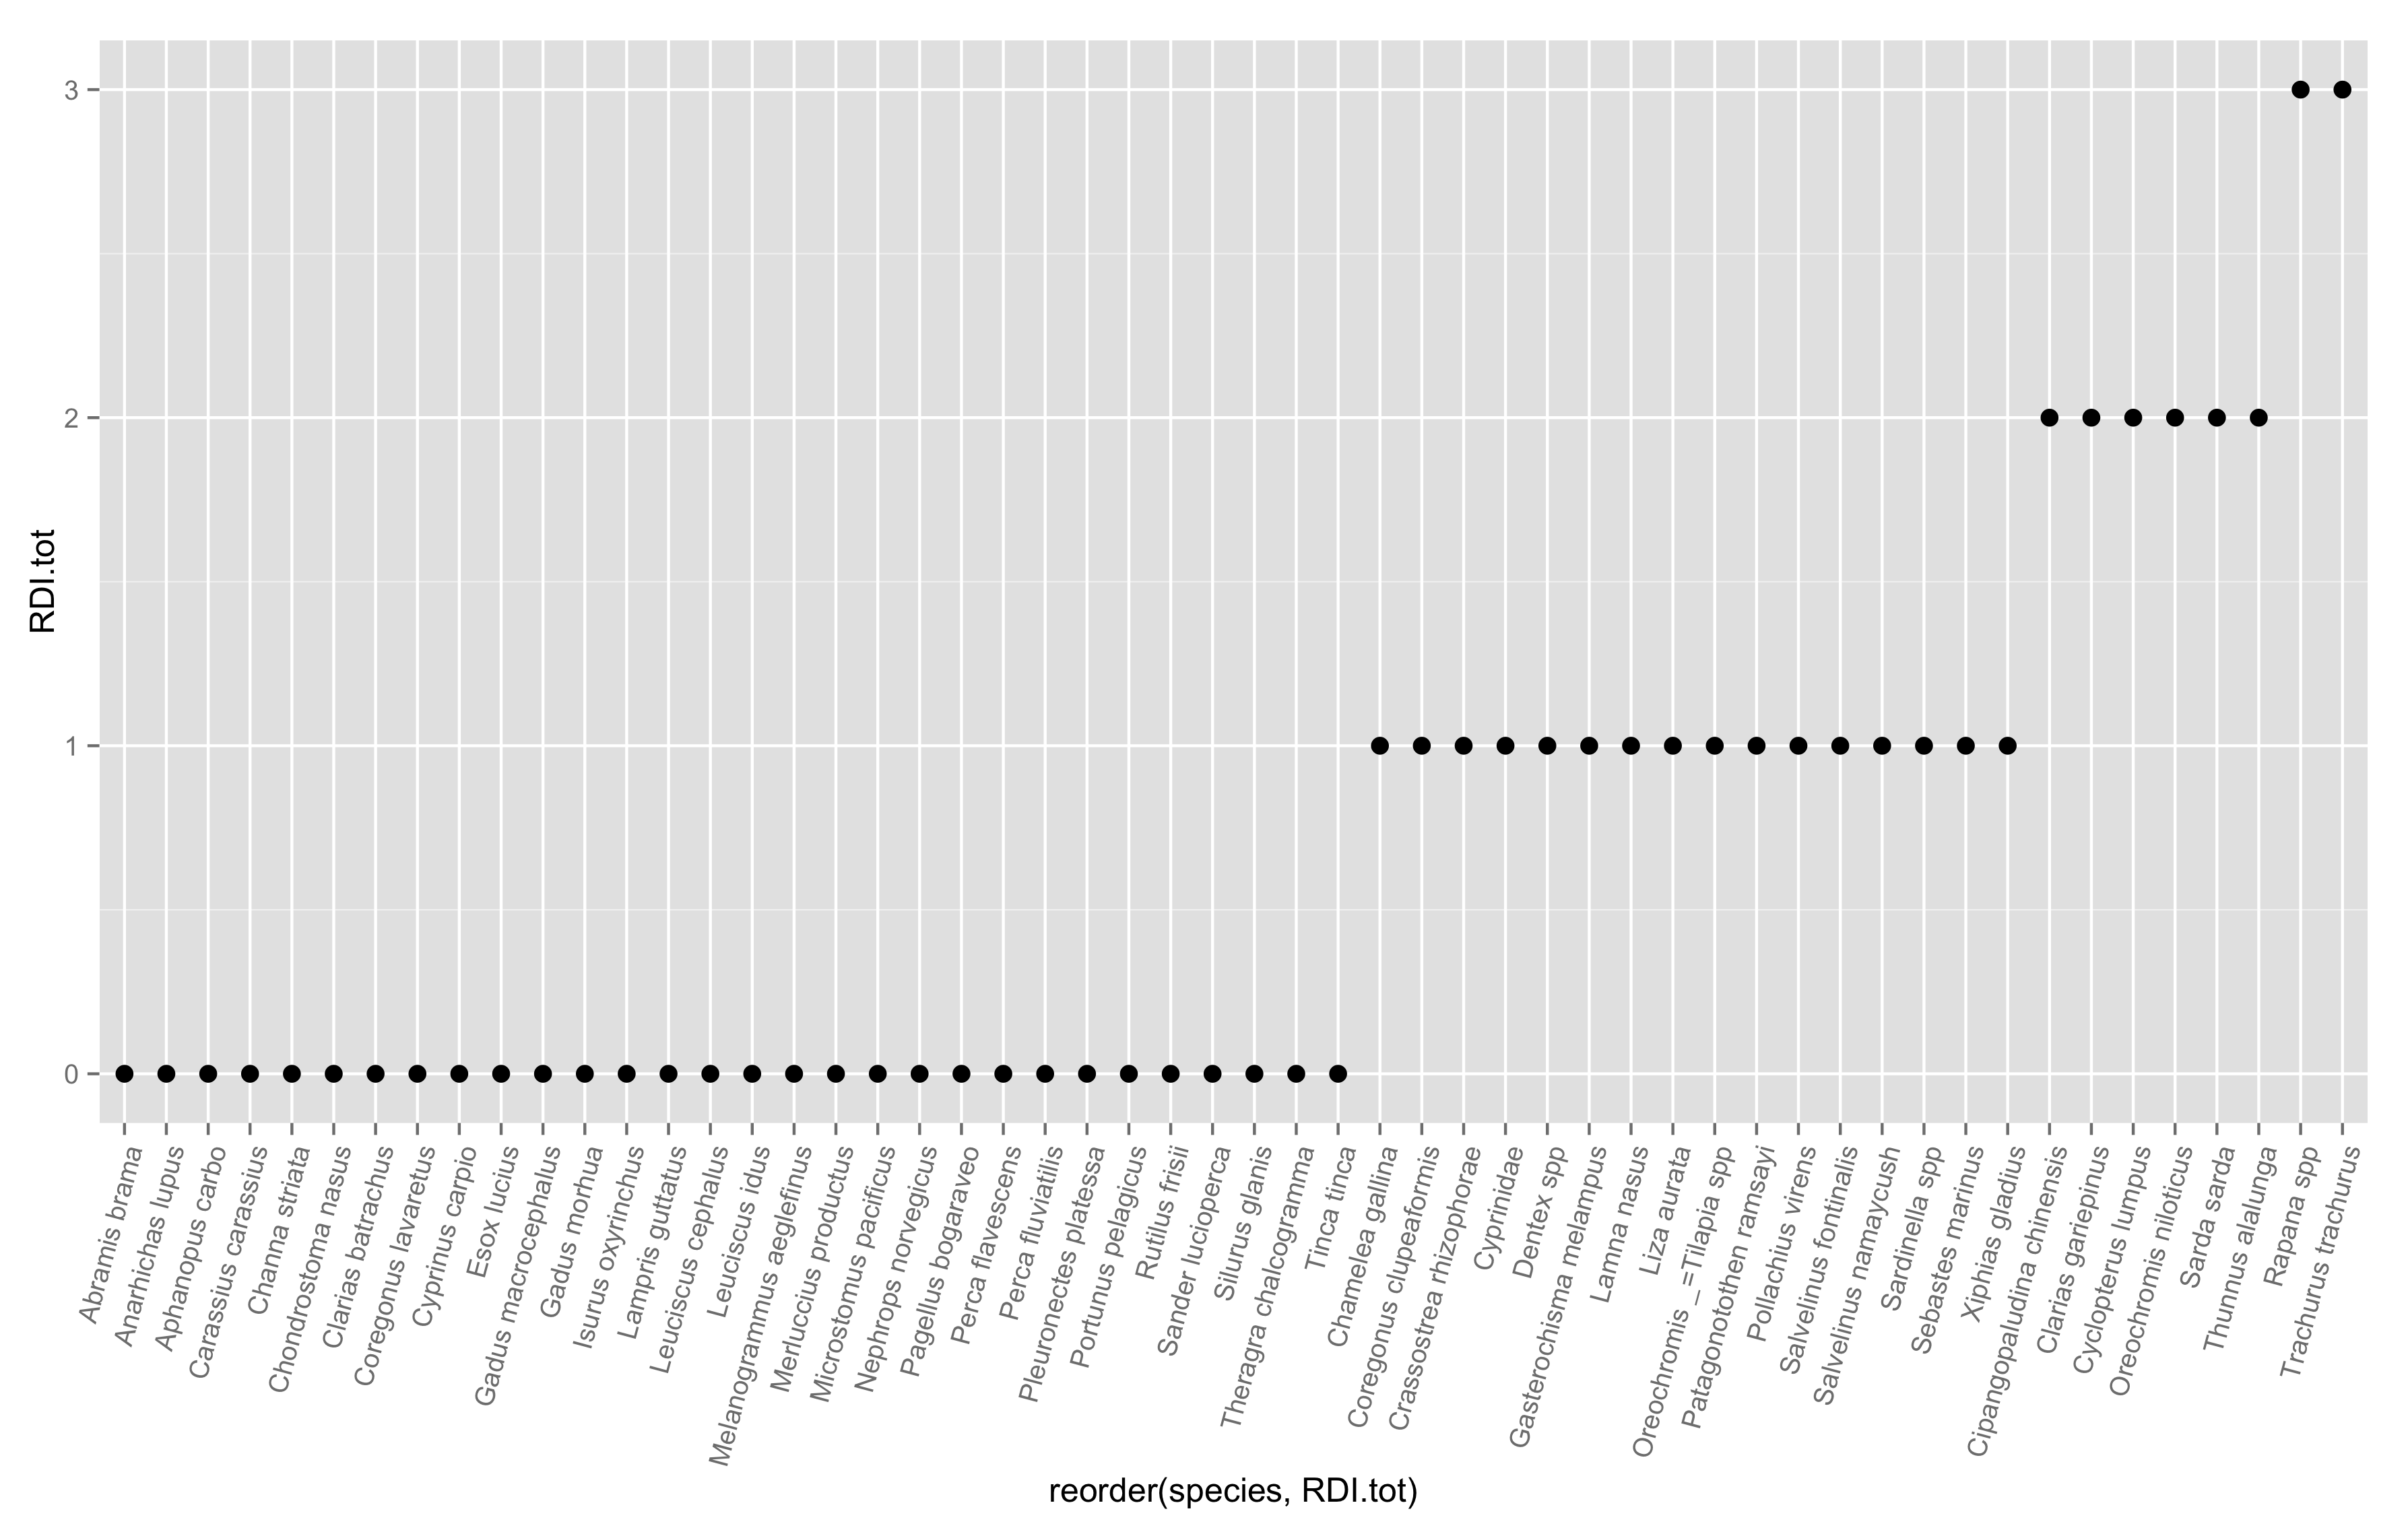 3
2
1
0
RDI.tot
Abramis brama
Anarhichas lupus
Aphanopus carbo
Carassius carassius
Channa striata
Chondrostoma nasus
Clarias batrachus
Coregonus lavaretus
Cyprinus carpio
Esox lucius
Gadus macrocephalus
Gadus morhua
Isurus oxyrinchus
Lampris guttatus
Leuciscus cephalus
Leuciscus idus
Melanogrammus aeglefinus
Merluccius productus
Microstomus pacificus
Nephrops norvegicus
Pagellus bogaraveo
Perca flavescens
Perca fluviatilis
Pleuronectes platessa
Portunus pelagicus
Rutilus frisii
Sander lucioperca
Silurus glanis
Theragra chalcogramma
Tinca tinca
Chamelea gallina
Coregonus clupeaformis
Crassostrea rhizophorae
Cyprinidae
Dentex spp
Gasterochisma melampus
Lamna nasus
Liza aurata
Oreochromis _ =Tilapia spp
Patagonotothen ramsayi
Pollachius virens
Salvelinus fontinalis
Salvelinus namaycush
Sardinella spp
Sebastes marinus
Xiphias gladius
Cipangopaludina chinensis
Clarias gariepinus
Cyclopterus lumpus
Oreochromis niloticus
Sarda sarda
Thunnus alalunga
Rapana spp
Trachurus trachurus
reorder(species, RDI.tot)